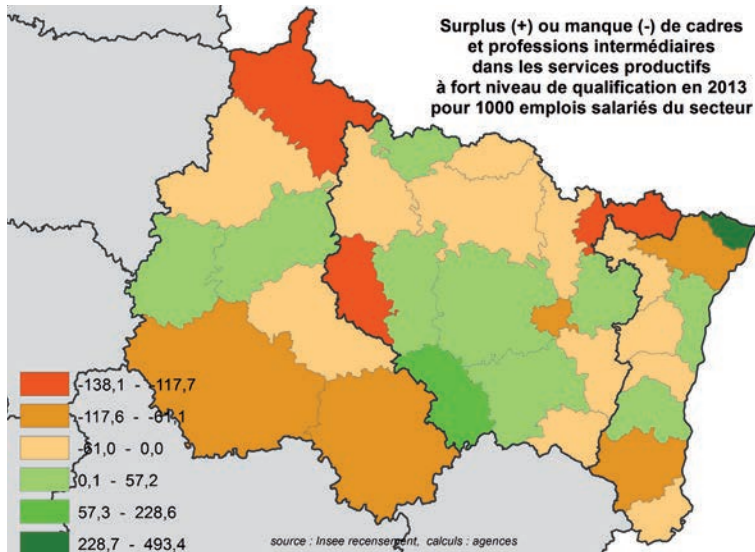 Surplus (+) ou manque (-) de cadres
et professions intermédiaires
dans les services productifs
à fort niveau de qualification en 2013
pour 1000 emplois salariés du secteur
-138,1 - -117,7
-117,6 - -61,1
-61,0 - 0,0
0,1 - 57,2
57,3 - 228,6
228,7 - 493,4
source : Insee recensement, calculs : agences